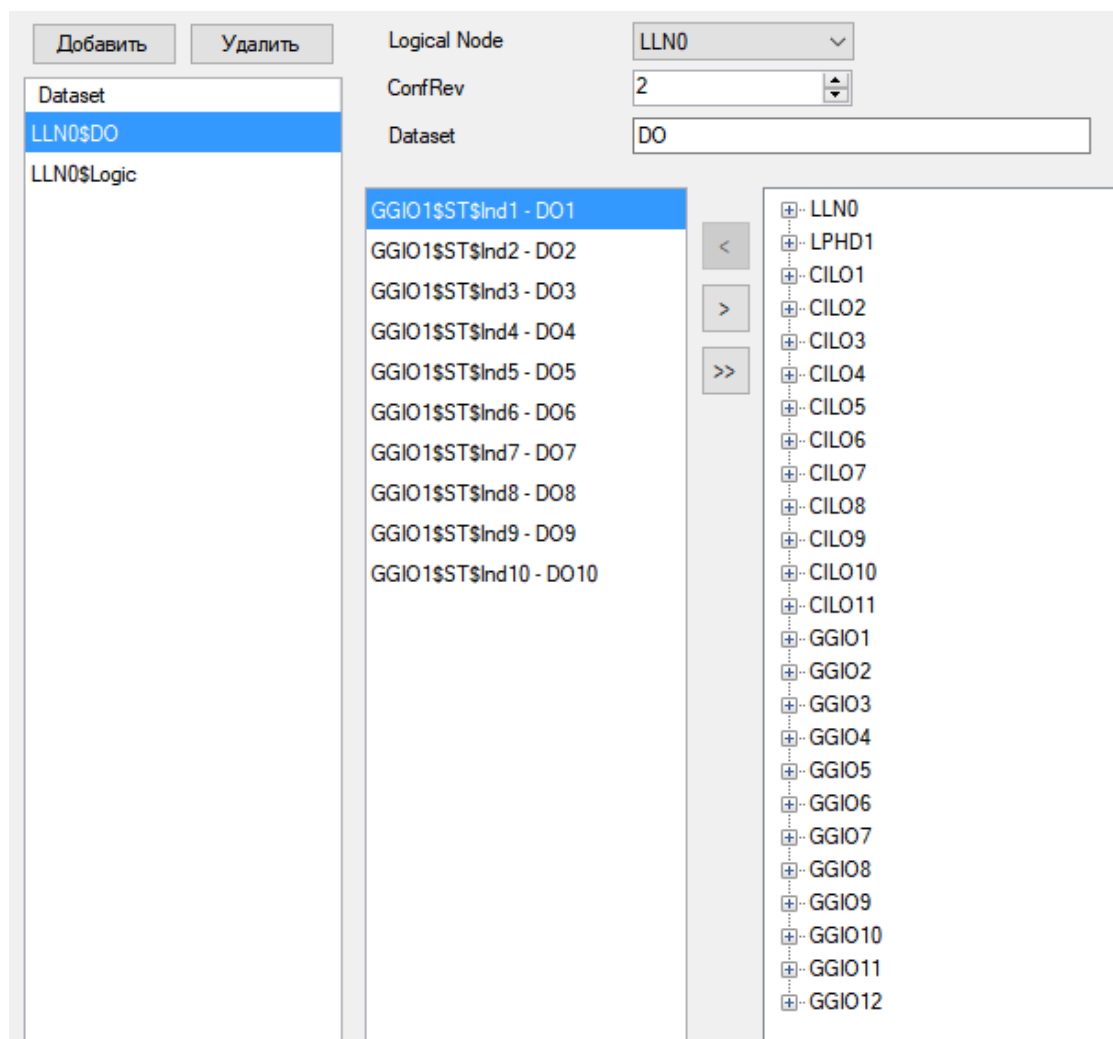 Добавить Удалить
Dataset
LLN0$DO
LLN0$Logic
Logical Node LLN0
ConfRev 2
Dataset DO
GGIO1$ST$Ind1 - DO1
GGIO1$ST$Ind2 - DO2
GGIO1$ST$Ind3 - DO3
GGIO1$ST$Ind4 - DO4
GGIO1$ST$Ind5 - DO5
GGIO1$ST$Ind6 - DO6
GGIO1$ST$Ind7 - DO7
GGIO1$ST$Ind8 - DO8
GGIO1$ST$Ind9 - DO9
GGIO1$ST$Ind10 - DO10
<
>
>>
LLN0
LPHD1
CILO1
CILO2
CILO3
CILO4
CILO5
CILO6
CILO7
CILO8
CILO9
CILO10
CILO11
GGIO1
GGIO2
GGIO3
GGIO4
GGIO5
GGIO6
GGIO7
GGIO8
GGIO9
GGIO10
GGIO11
GGIO12